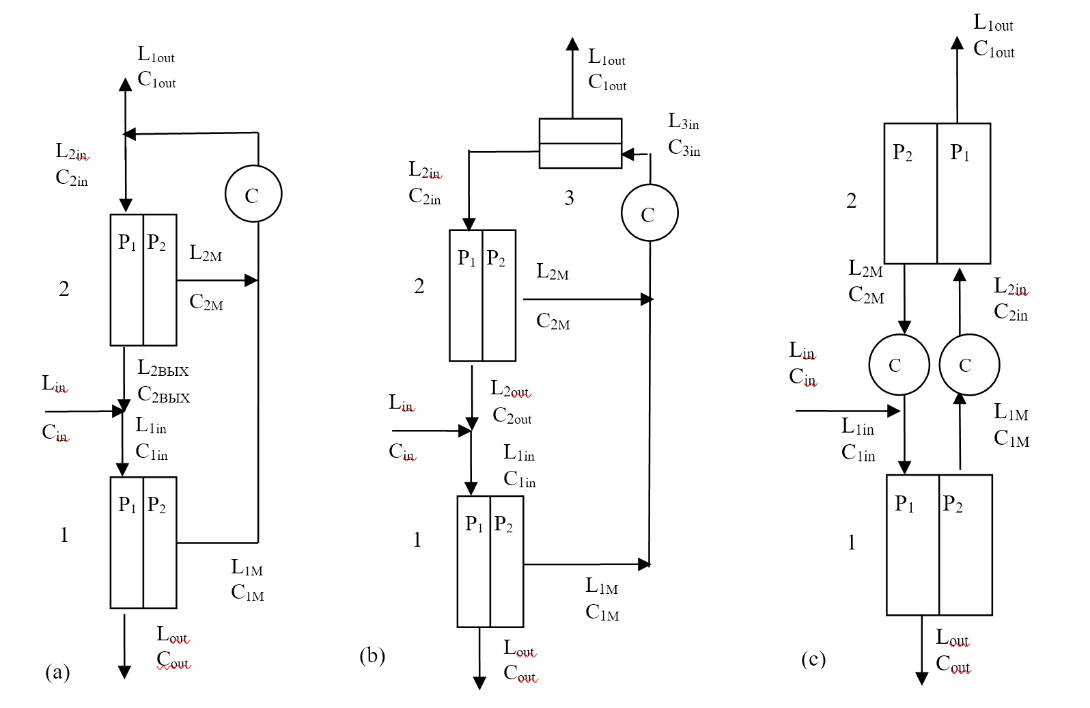 L1out
C1out
L2in
C2in
C
P1 P2
L2M
C2M
2
L2ВЫХ
C2ВЫХ
Lin
Cin
L1in
C1in
P1 P2
1
L1M
C1M
Lout
Cout
(a)
L1out
C1out
L3in
C3in
L2in
C2in
3
C
P1 P2
2
L2M
C2M
L2out
C2out
Lin
Cin
L1in
C1in
P1 P2
1
L1M
C1M
Lout
Cout
(b)
L1out
C1out
P2 P1
2
L2M
C2M
L2in
C2in
C C
Lin
Cin
L1in
C1in
L1M
C1M
P1 P2
1
Lout
Cout
(c)